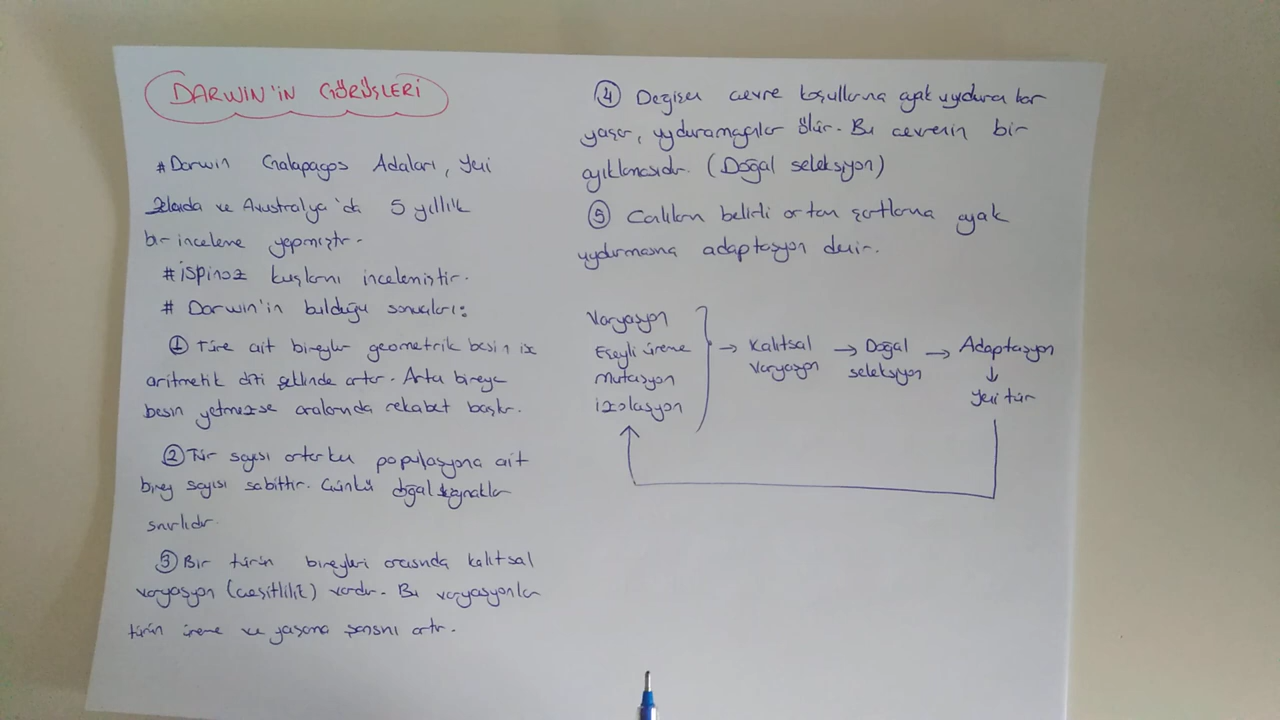 DARWIN'İN GÖRÜŞLERİ
# Darwin Galapagos Adaları, Yeni
Zelanda ve Avustralya'da 5 yıllık
bir inceleme yapmıştır.
# İspinoz kuşlarını incelemiştir.
# Darwin'in bulduğu sonuçları:
① Türe ait bireyler geometrik besin ise
aritmetik dizi şeklinde artar. Artan bireye
besin yetmezse aralarında rekabet başlar.
② Tür sayısı artarken populasyona ait
birey sayısı sabittir. Çünkü doğal kaynaklar
sınırlıdır.
③ Bir türün bireyleri arasında kalıtsal
varyasyon (çeşitlilik) vardır. Bu varyasyonlar
türün üreme ve yaşama şansını artır.
④ Değişen çevre koşullarına ayak uyduranlar
yaşar, uyduramayanlar ölür. Bu çevrenin bir
ayıklamasıdır. (Doğal seleksiyon)
⑤ Canlıların belirli ortam şartlarına ayak
uydurmasına adaptasyon denir.
Varyasyon
Eşeyli üreme
Mutasyon
İzolasyon
→ Kalıtsal varyasyon → Doğal seleksiyon → Adaptasyon
↓
Yeni tür